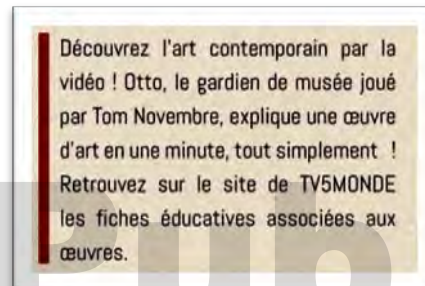 Découvrez l'art contemporain par la
vidéo ! Otto, le gardien de musée joué
par Tom Novembre, explique une œuvre
d'art en une minute, tout simplement !
Retrouvez sur le site de TV5MONDE
les fiches éducatives associées aux
œuvres.
Pub